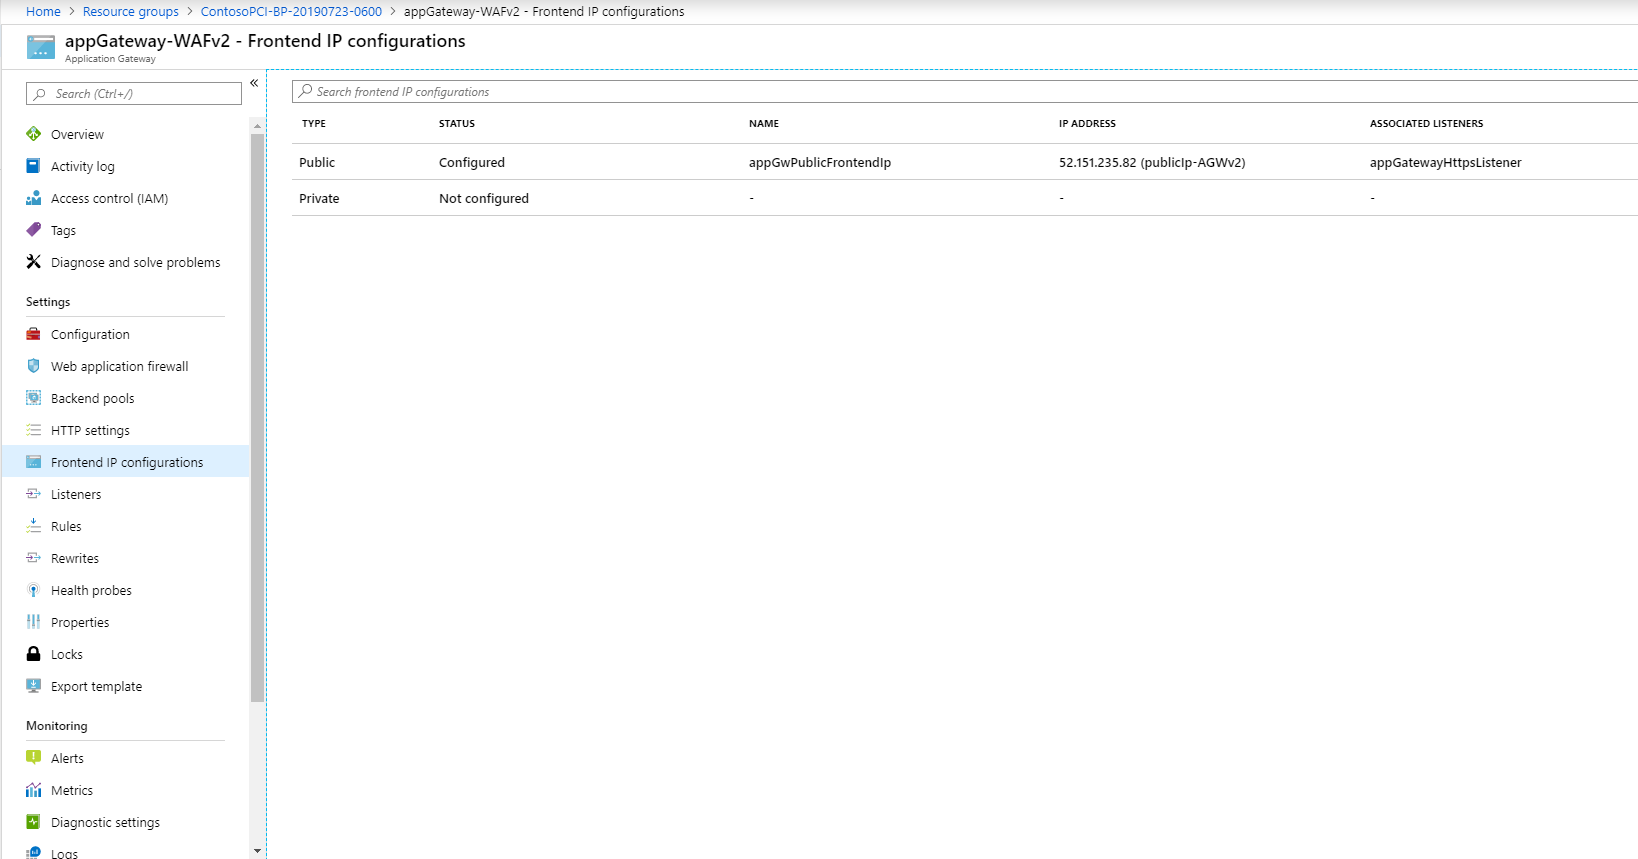 Home > Resource groups > ContosoPCI-BP-20190723-0600 > appGateway-WAFv2 - Frontend IP configurations
appGateway-WAFv2 - Frontend IP configurations
Application Gateway
Search (Ctrl+/)
«
Overview
Activity log
Access control (IAM)
Tags
Diagnose and solve problems
Settings
Configuration
Web application firewall
Backend pools
HTTP settings
Frontend IP configurations
Listeners
Rules
Rewrites
Health probes
Properties
Locks
Export template
Monitoring
Alerts
Metrics
Diagnostic settings
Logs
Search frontend IP configurations
TYPE STATUS NAME IP ADDRESS ASSOCIATED LISTENERS
Public Configured appGwPublicFrontendIp 52.151.235.82 (publicIp-AGWv2) appGatewayHttpsListener
Private Not configured - - -